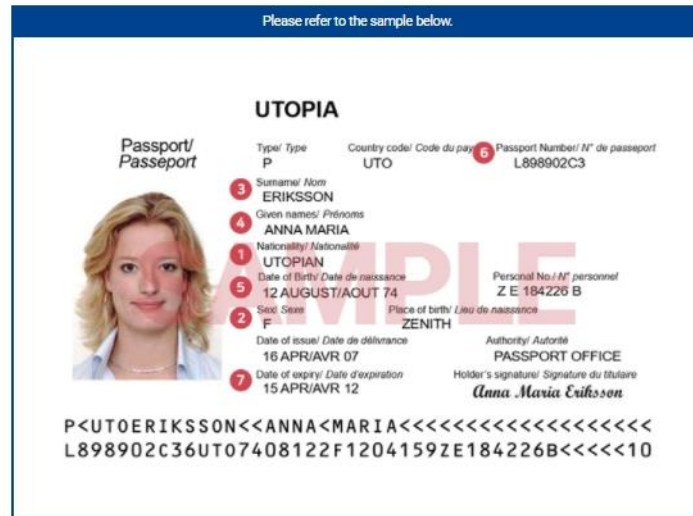 Please refer to the sample below.
UTOPIA
Passport/
Passeport
Type/ Type
Country code/ Code du pay
6 Passport Number/ N° de passeport
P
UTO
L898902C3
3 Surname/ Nom
ERIKSSON
4 Given names/ Prénoms
ANNA MARIA
1 Nationality/ Nationalité
UTOPIAN
5 Date of Birth/ Date de naissance
Personal No./ N° personnel
12 AUGUST/AOUT 74
Z E 184226 B
2 Sex/ Sexe
Place of birth/ Lieu de naissance
F
ZENITH
Date of issue/ Date de délivrance
Authority/ Autorité
16 APR/AVR 07
PASSPORT OFFICE
7 Date of expiry/ Date d'expiration
Holder's signature/ Signature du titulaire
15 APR/AVR 12
Anna Maria Eriksson
SAMPLE
P<UTOERIKSSON<<ANNA<MARIA<<<<<<<<<<<<<<<<<<<
L898902C36UTO7408122F1204159ZE184226B<<<<<10